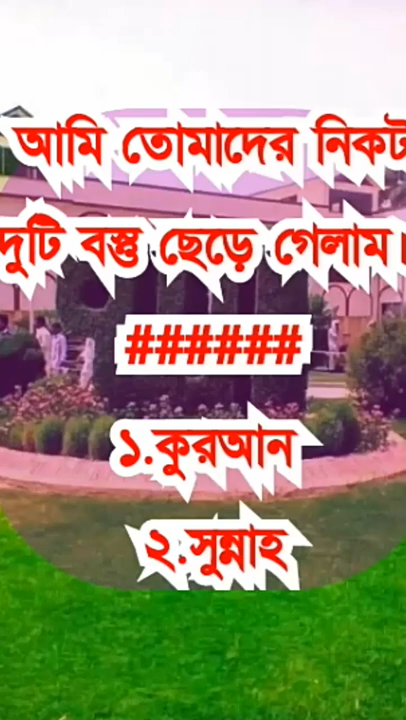 আমি তোমাদের নিকট
দুটি বস্তু ছেড়ে গেলাম।
######
১.কুরআন
২.সুন্নাহ